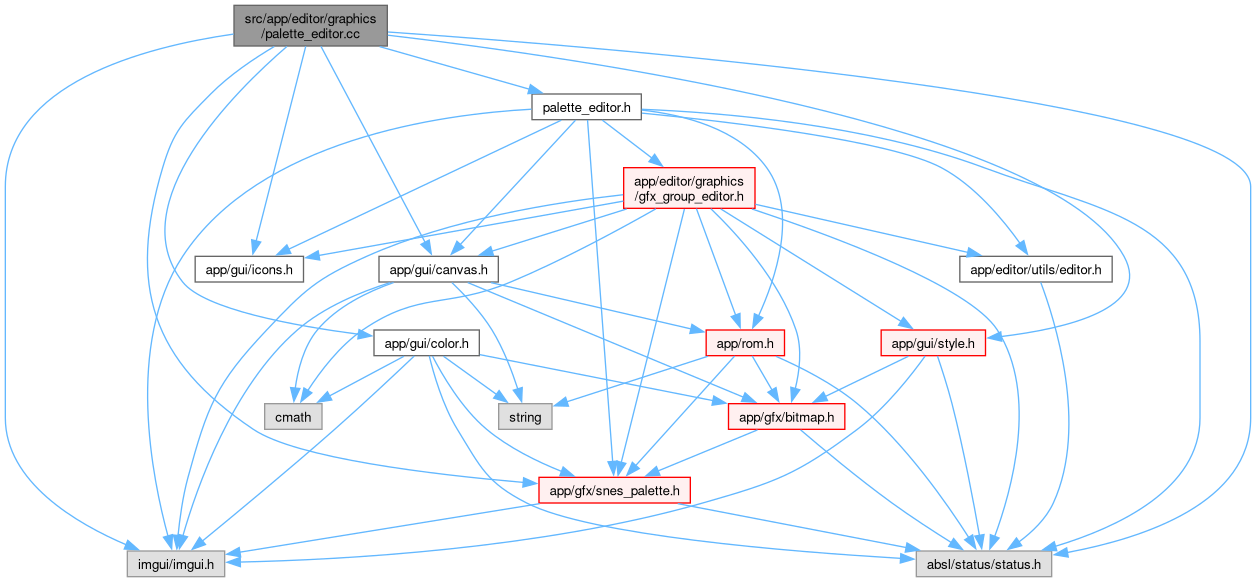 src/app/editor/graphics
/palette_editor.cc
palette_editor.h
app/editor/graphics
/gfx_group_editor.h
app/gui/icons.h
app/gui/canvas.h
app/editor/utils/editor.h
app/gui/color.h
app/rom.h
app/gui/style.h
cmath
string
app/gfx/bitmap.h
app/gfx/snes_palette.h
imgui/imgui.h
absl/status/status.h